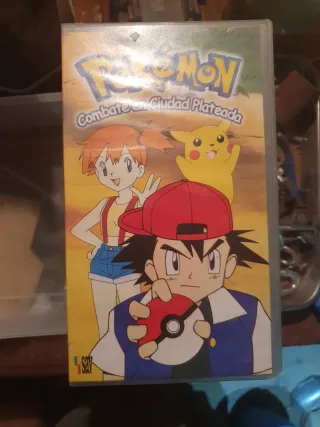 POKéMON
Combate en Ciudad Plateada